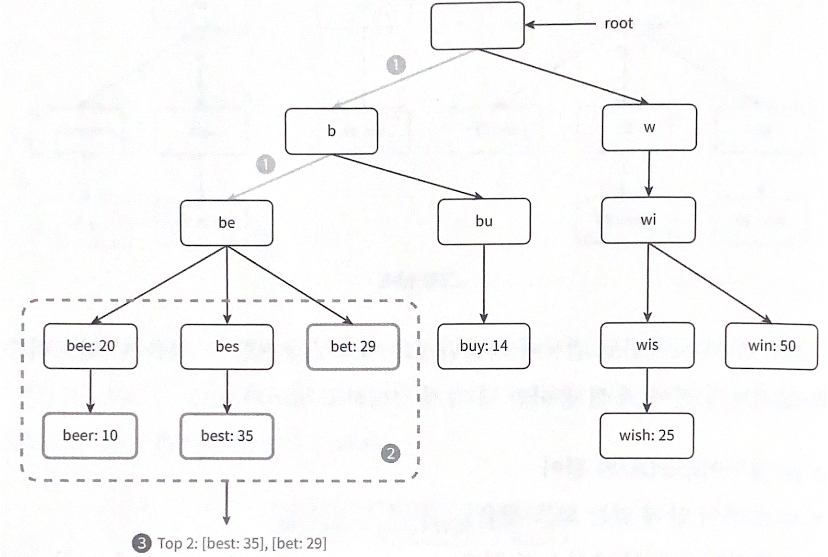 root
1
b
w
1
be
bu
wi
bee: 20
bes
bet: 29
buy: 14
wis
win: 50
beer: 10
best: 35
wish: 25
2
3 Top 2: [best: 35], [bet: 29]